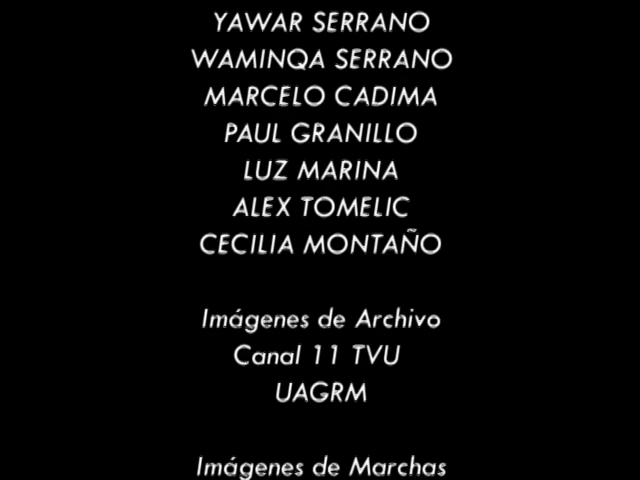 YAWAR SERRANO
WAMINQA SERRANO
MARCELO CADIMA
PAUL GRANILLO
LUZ MARINA
ALEX TOMELIC
CECILIA MONTAÑO
Imágenes de Archivo
Canal 11 TVU
UAGRM
Imágenes de Marchas